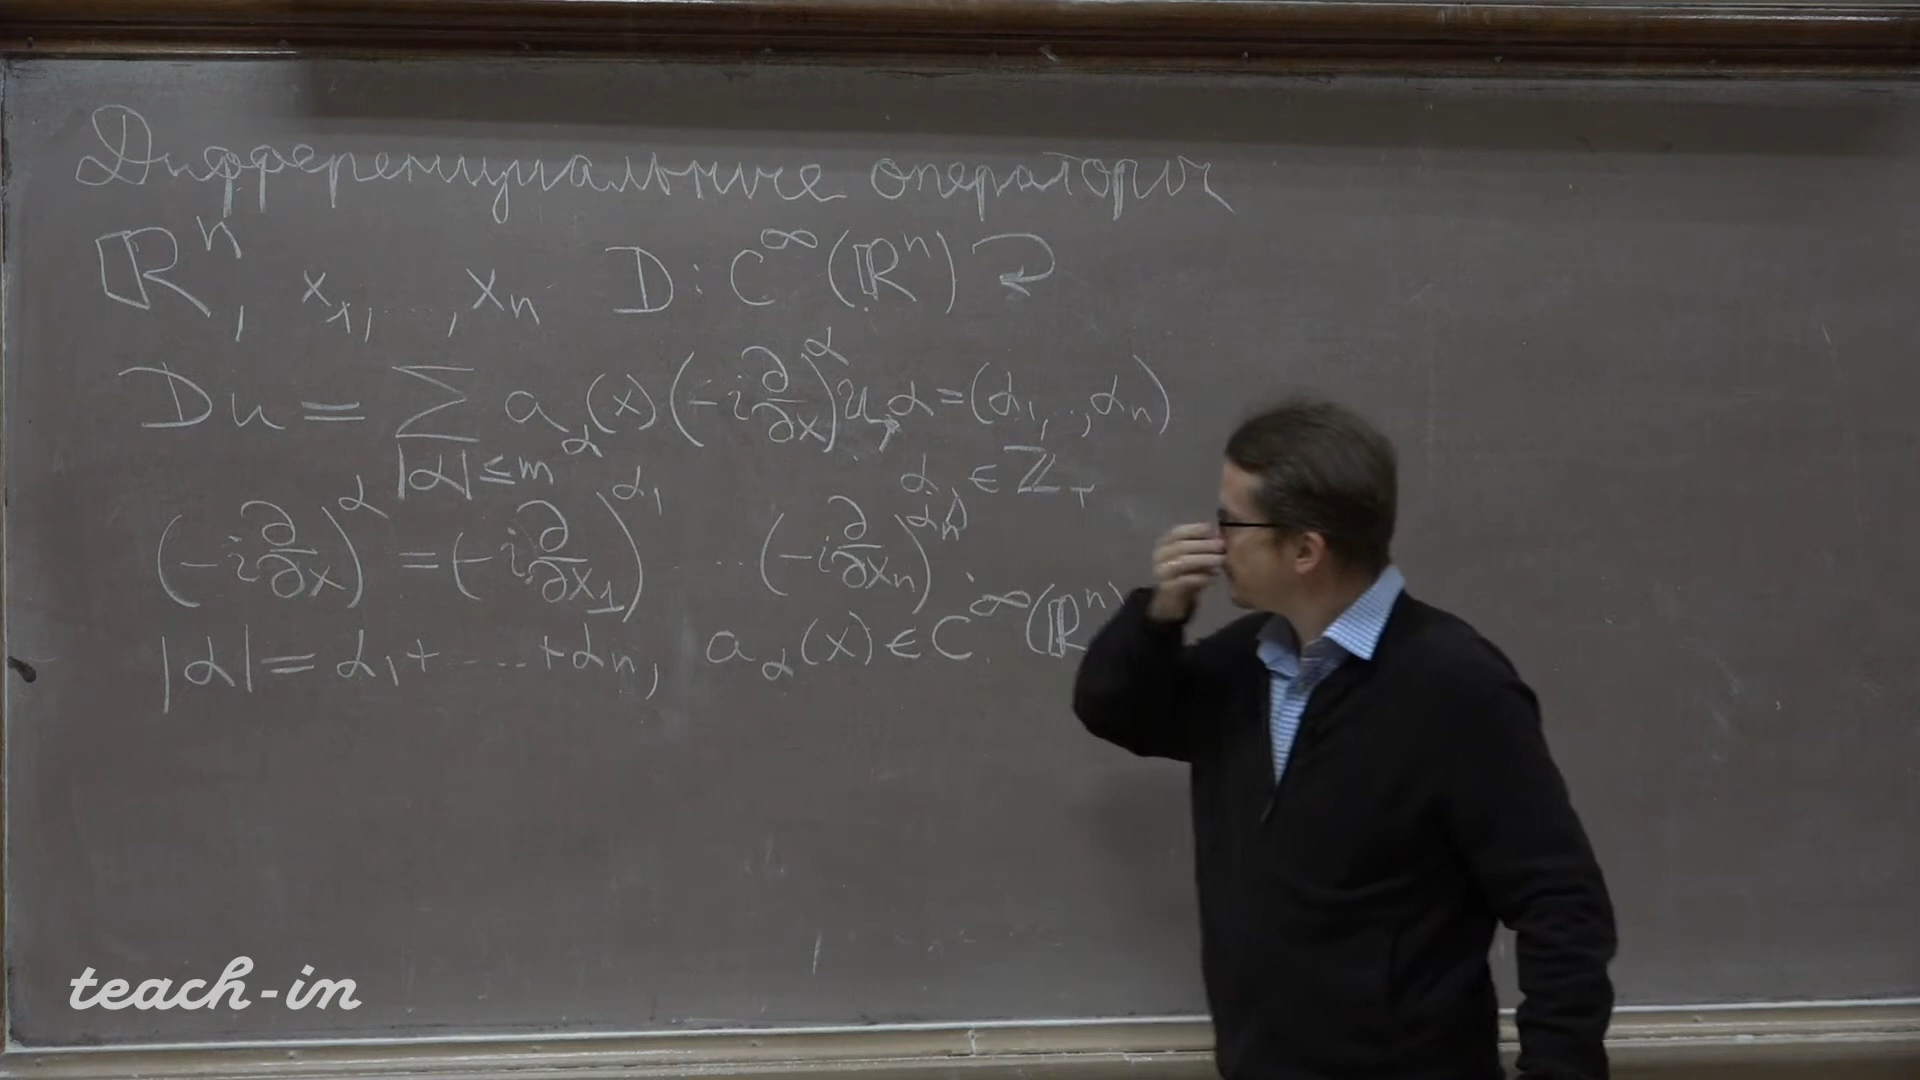 Дифференциальные операторы
ℝⁿ, x₁, ..., xₙ D : C^∞(ℝⁿ) ⮌
Du = ∑_{|α|≤m} a_α(x) (-i ∂/∂x)^α u, α = (α₁, .., αₙ)
α_j ∈ ℤ₊
(-i ∂/∂x)^α = (-i ∂/∂x₁)^{α₁} ... (-i ∂/∂xₙ)^{αₙ}
|α| = α₁ + ... + αₙ, a_α(x) ∈ C^∞(ℝⁿ)
teach-in